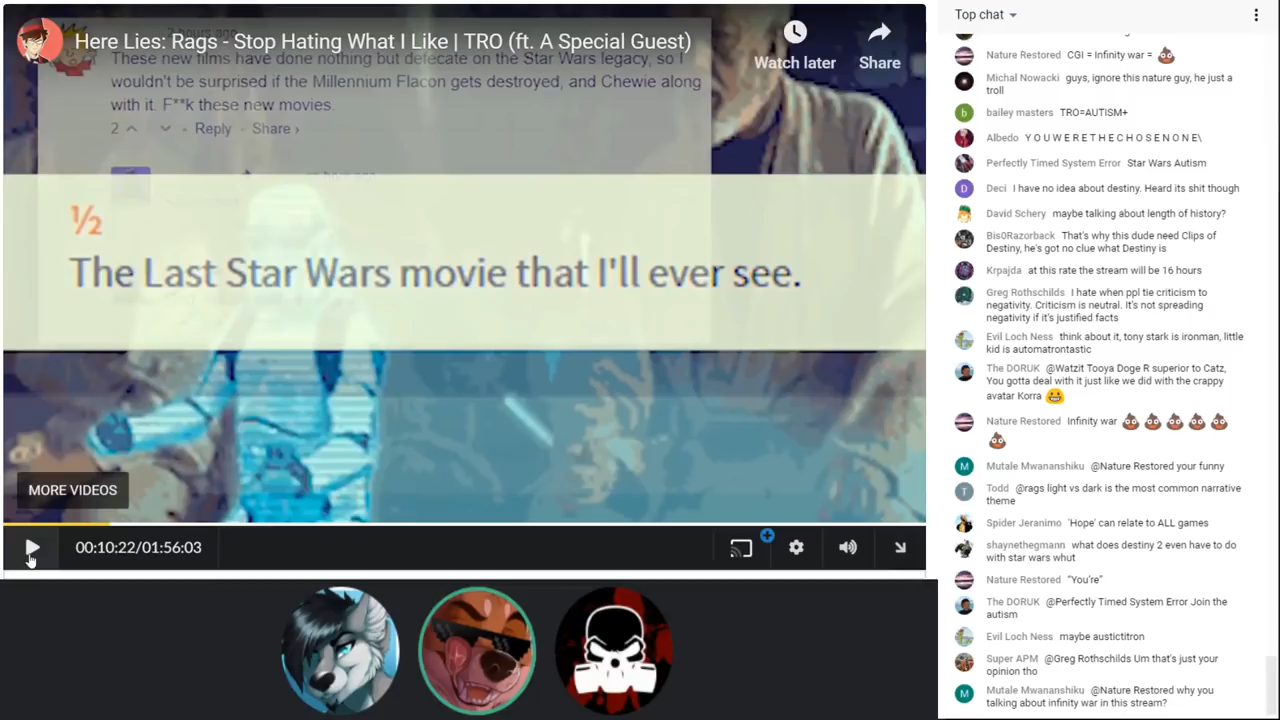 Here Lies: Rags - Stop Hating What I Like | TRO (ft. A Special Guest)
Watch later
Share
hours ago
These new films have done nothing but defecate on the Star Wars legacy, so I
wouldn't be surprised if the Millennium Flacon gets destroyed, and Chewie along
with it. F**k these new movies.
2
Reply
Share ›
½
The Last Star Wars movie that I'll ever see.
MORE VIDEOS
00:10:22/01:56:03
Top chat
Nature Restored CGI = Infinity war = 💩
Michal Nowacki guys, ignore this nature guy, he just a
troll
b
bailey masters TRO=AUTISM+
Albedo Y O U W E R E T H E C H O S E N O N E\
Perfectly Timed System Error Star Wars Autism
D
Deci I have no idea about destiny. Heard its shit though
David Schery maybe talking about length of history?
Bis0Razorback That's why this dude need Clips of
Destiny, he's got no clue what Destiny is
Krpajda at this rate the stream will be 16 hours
Greg Rothschilds I hate when ppl tie criticism to
negativity. Criticism is neutral. It's not spreading
negativity if it's justified facts
Evil Loch Ness think about it, tony stark is ironman, little
kid is automatrontastic
The DORUK @Watzit Tooya Doge R superior to Catz,
You gotta deal with it just like we did with the crappy
avatar Korra 😬
Nature Restored Infinity war 💩 💩 💩 💩 💩
💩
M
Mutale Mwananshiku @Nature Restored your funny
T
Todd @rags light vs dark is the most common narrative
theme
Spider Jeranimo 'Hope' can relate to ALL games
shaynethegmann what does destiny 2 even have to do
with star wars whut
Nature Restored “You're”
The DORUK @Perfectly Timed System Error Join the
autism
Evil Loch Ness maybe austictitron
Super APM @Greg Rothschilds Um that's just your
opinion tho
M
Mutale Mwananshiku @Nature Restored why you
talking about infinity war in this stream?